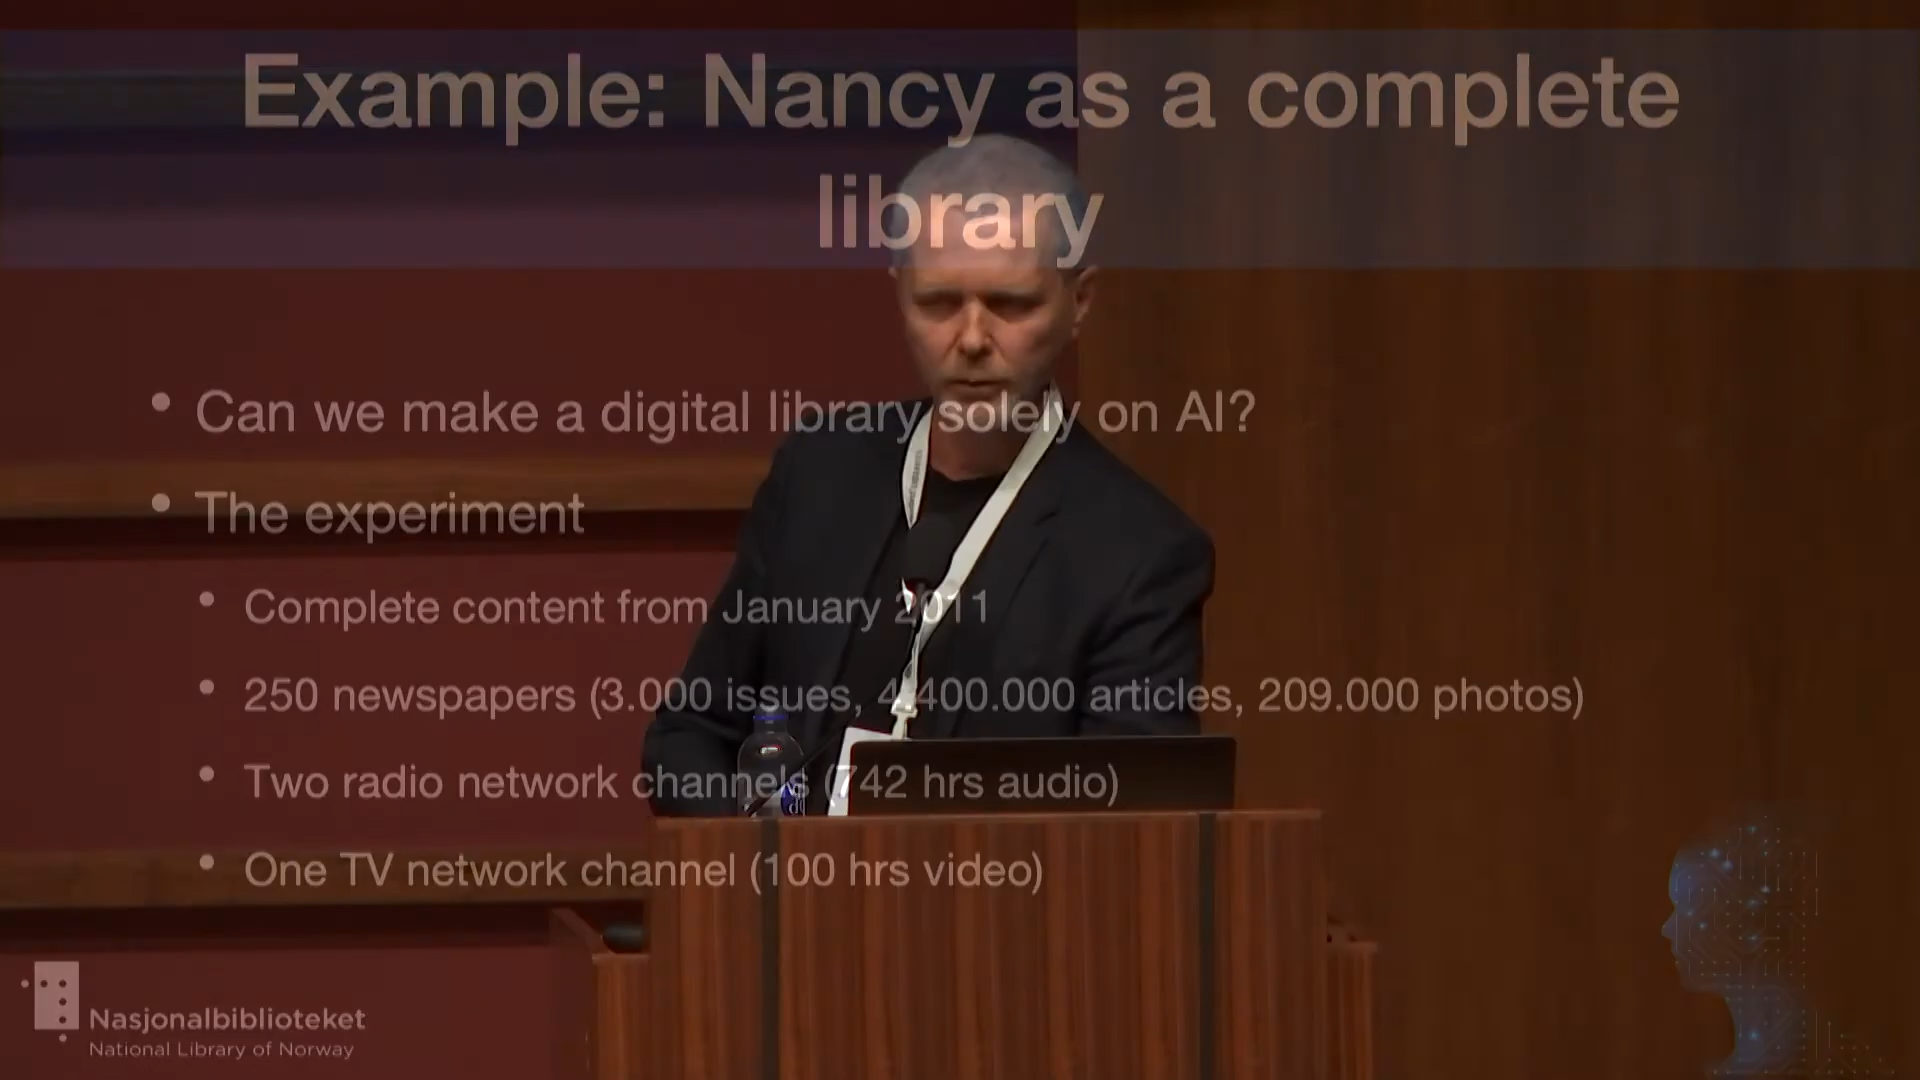 Example: Nancy as a complete
library
• Can we make a digital library solely on AI?
• The experiment
• Complete content from January 2011
• 250 newspapers (3.000 issues, 4.400.000 articles, 209.000 photos)
• Two radio network channels (742 hrs audio)
• One TV network channel (100 hrs video)
Nasjonalbiblioteket
National Library of Norway